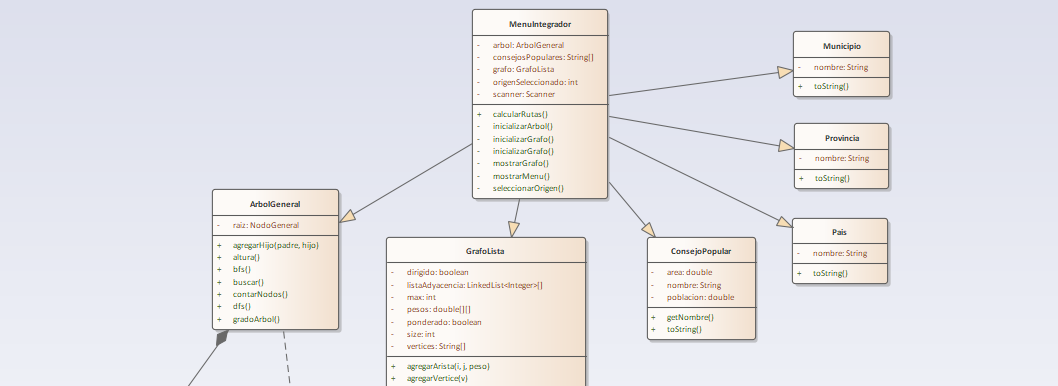 MenuIntegrador
- arbol: ArbolGeneral
- consejosPopulares: String[]
- grafo: GrafoLista
- origenSeleccionado: int
- scanner: Scanner
+ calcularRutas()
- inicializarArbol()
- inicializarGrafo()
- inicializarGrafo()
- mostrarGrafo()
- mostrarMenu()
- seleccionarOrigen()
Municipio
- nombre: String
+ toString()
Provincia
- nombre: String
+ toString()
ArbolGeneral
- raiz: NodoGeneral
+ agregarHijo(padre, hijo)
+ altura()
+ bfs()
+ buscar()
+ contarNodos()
+ dfs()
+ gradoArbol()
GrafoLista
- dirigido: boolean
- listaAdyacencia: LinkedList<Integer>[]
- max: int
- pesos: double[][]
- ponderado: boolean
- size: int
- vertices: String[]
+ agregarArista(i, j, peso)
+ agregarVertice(v)
ConsejoPopular
- area: double
- nombre: String
- poblacion: double
+ getNombre()
+ toString()
Pais
- nombre: String
+ toString()